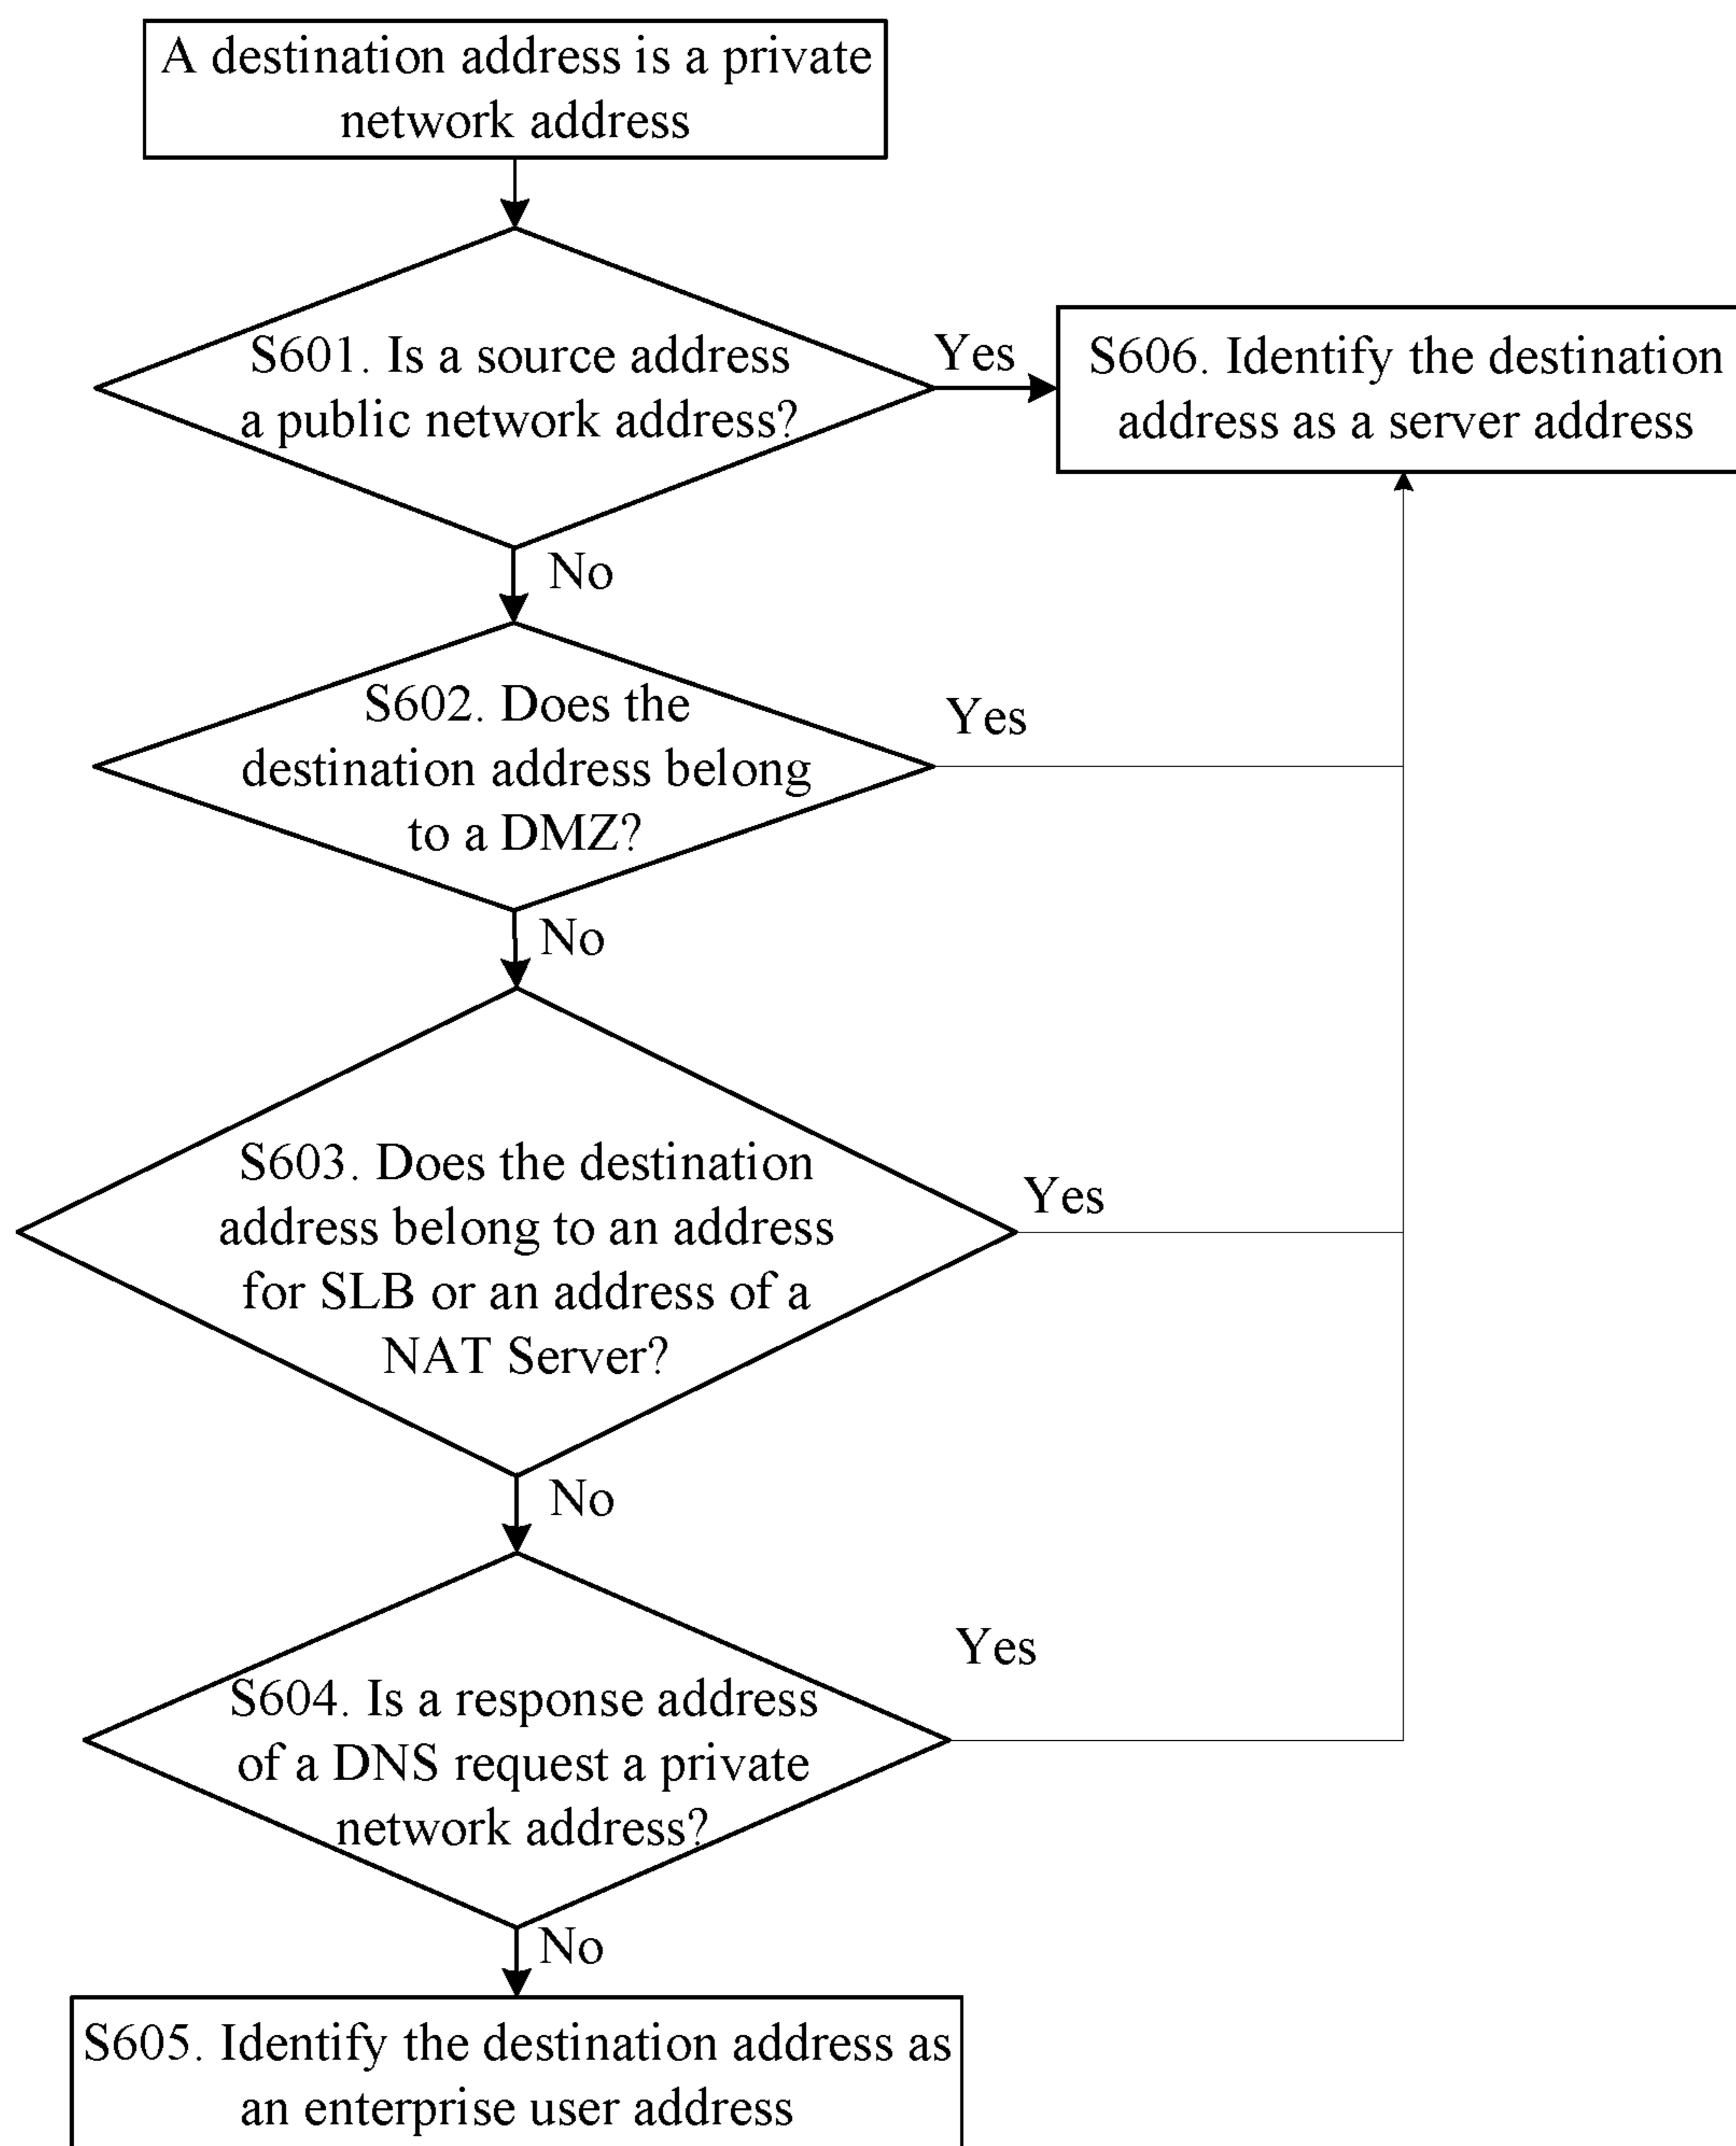 A destination address is a private
network address
S601. Is a source address
a public network address?
Yes
S606. Identify the destination
address as a server address
No
S602. Does the
destination address belong
to a DMZ?
Yes
No
S603. Does the destination
address belong to an address
for SLB or an address of a
NAT Server?
Yes
No
S604. Is a response address
of a DNS request a private
network address?
Yes
No
S605. Identify the destination address as
an enterprise user address